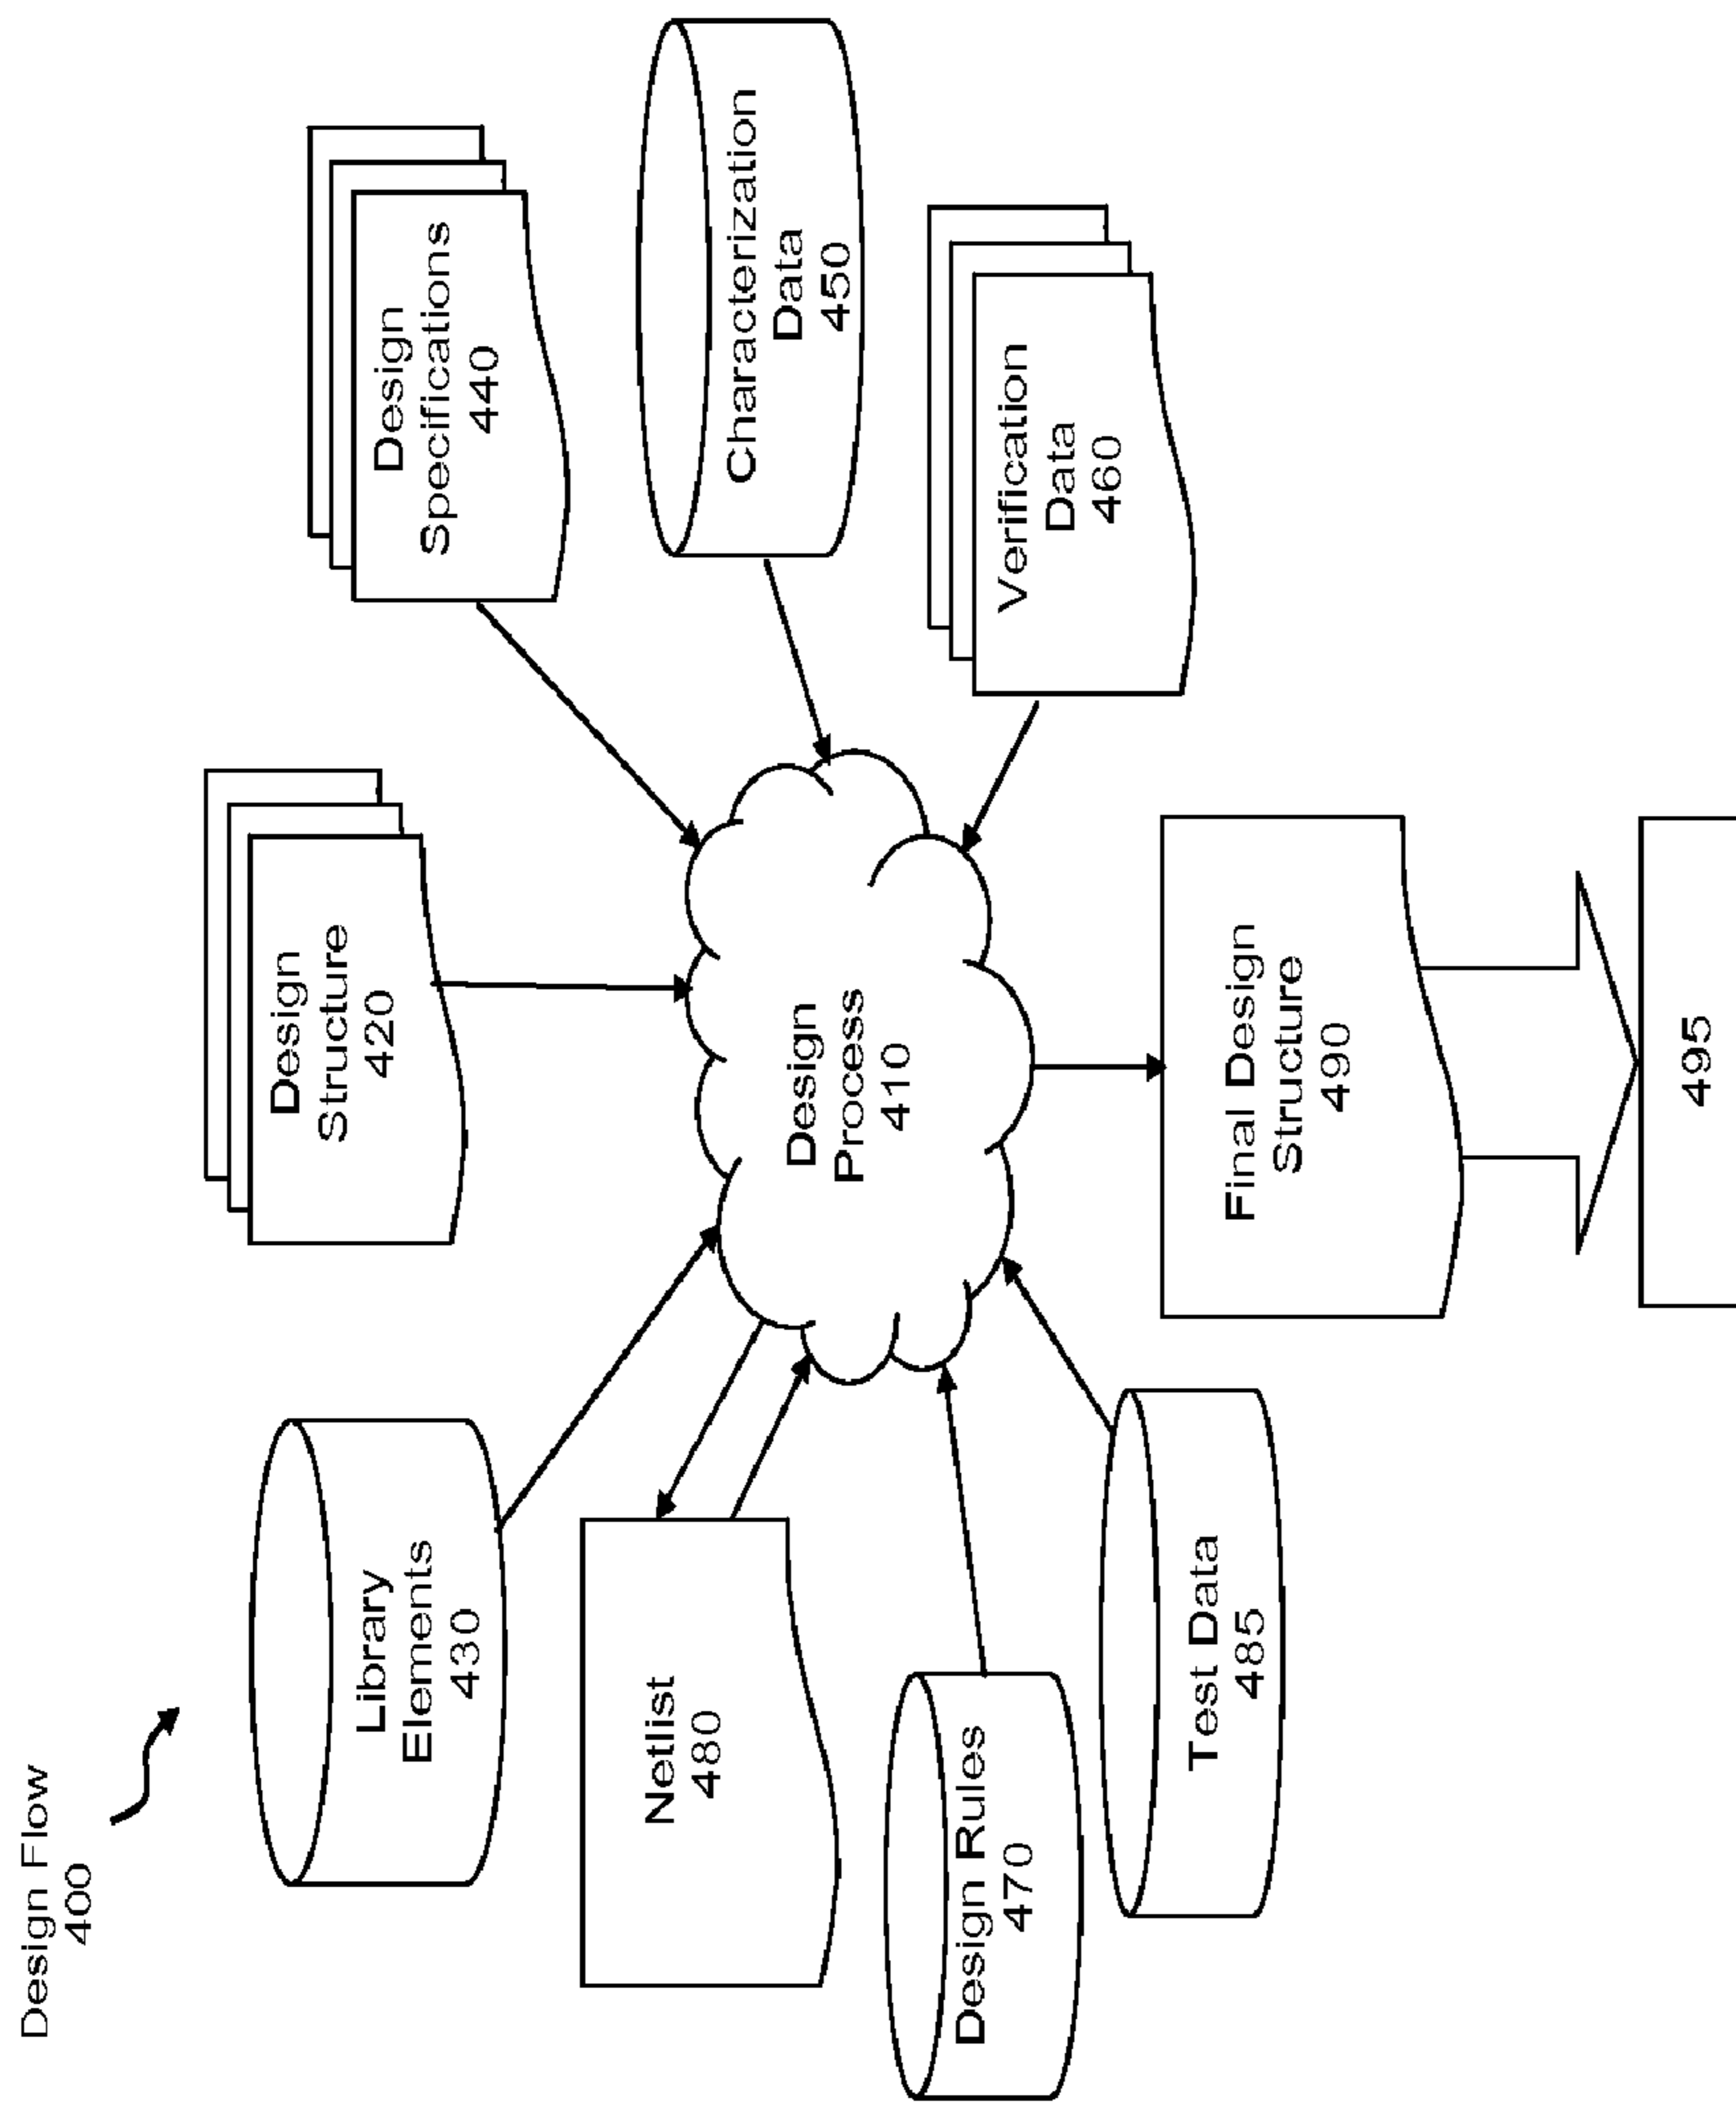 Design Flow
400
Design
Structure
420
Library
Elements
430
Design
Specifications
440
Netlist
480
Design
Process
410
Characterization
Data
450
Design Rules
470
Verification
Data
460
Test Data
485
Final Design
Structure
490
495